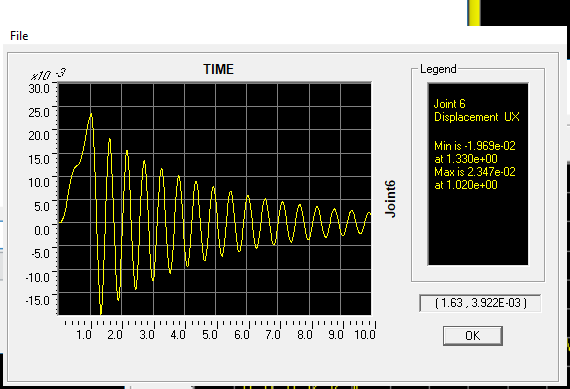 File
TIME
x10 -3
30.0
25.0
20.0
15.0
10.0
5.0
0.0
-5.0
-10.0
-15.0
1.0 2.0 3.0 4.0 5.0 6.0 7.0 8.0 9.0 10.0
Joint6
Legend
Joint 6
Displacement UX
Min is -1.969e-02
at 1.330e+00
Max is 2.347e-02
at 1.020e+00
( 1.63 , 3.922E-03 )
OK